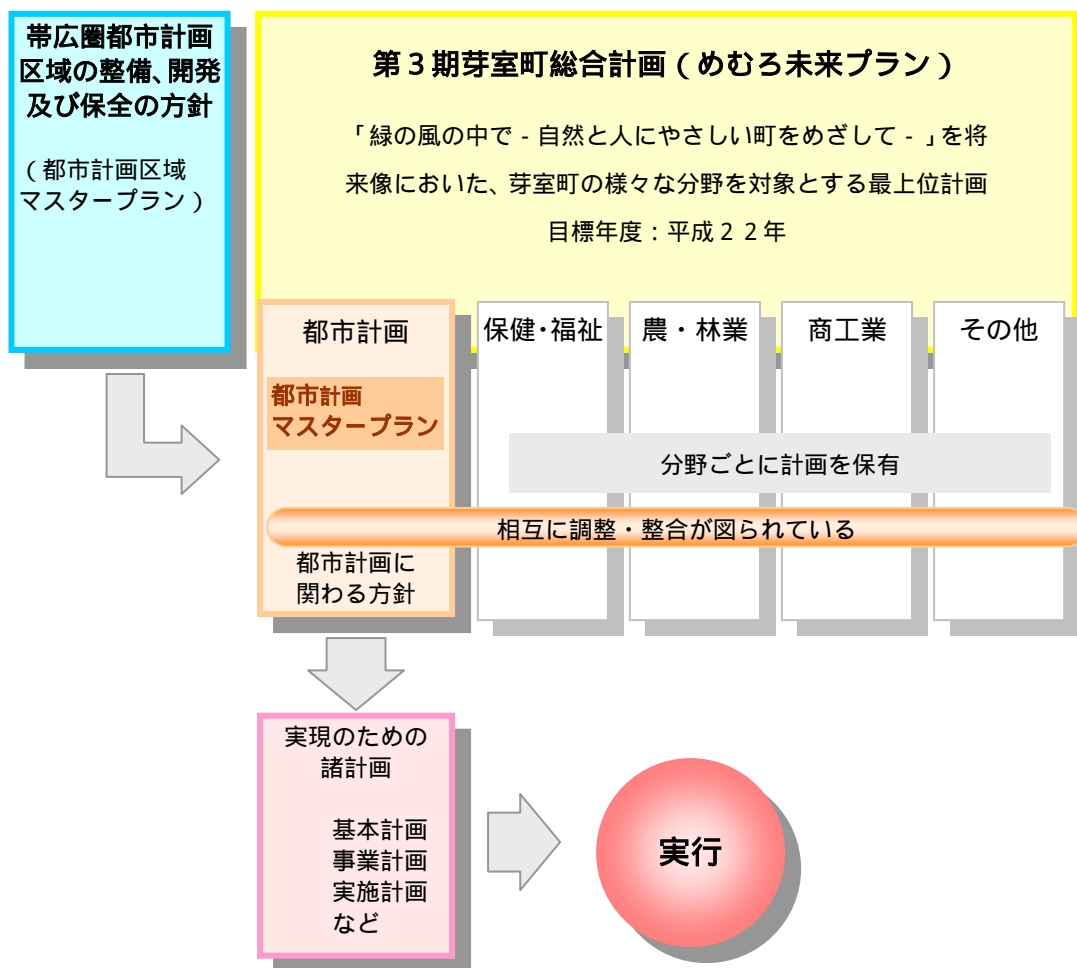 帯広圏都市計画
区域の整備、開発
及び保全の方針
（都市計画区域
マスタープラン）
第３期芽室町総合計画（めむろ未来プラン）
「緑の風の中で－自然と人にやさしい町をめざして－」を将
来像においた、芽室町の様々な分野を対象とする最上位計画
目標年度：平成２２年
都市計画
都市計画
マスタープラン
保健・福祉
農・林業
商工業
その他
分野ごとに計画を保有
相互に調整・整合が図られている
都市計画に
関わる方針
実現のための
諸計画
基本計画
事業計画
実施計画
など
実行